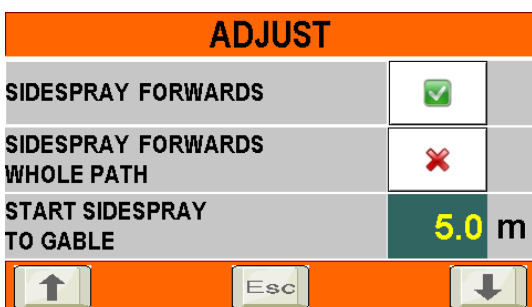 ADJUST
SIDESPRAY FORWARDS
SIDESPRAY FORWARDS
WHOLE PATH
START SIDESPRAY
TO GABLE
5.0 m
Esc